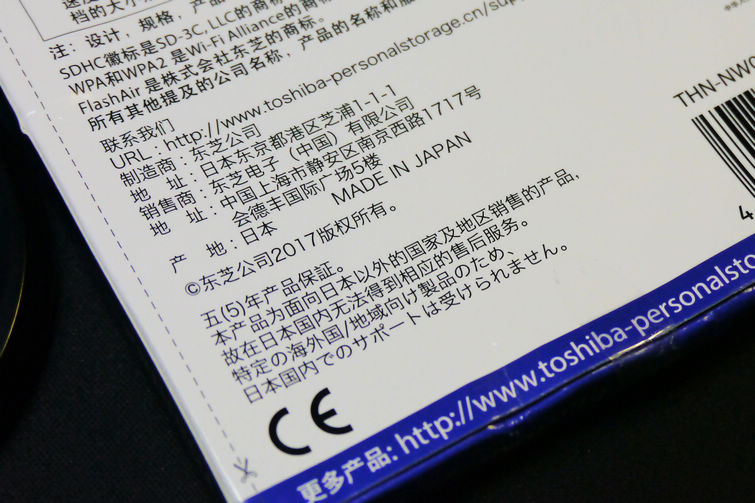 档的大小
注：设计，规格，产品
SDHC徽标是SD-3C, LLC的商标
WPA和WPA2 是Wi-Fi Alliance的商标
FlashAir 是株式会社东芝的商标。
所有其他提及的公司名称，产品的名称和服
联系我们
URL：http://www.toshiba-personalstorage.cn/sup
制造商：东芝公司
地 址：日本东京都港区芝浦1-1-1
销售商：东芝电子（中国）有限公司
地 址：中国上海市静安区南京西路1717号
会德丰国际广场5楼
产 地：日本 MADE IN JAPAN
©东芝公司2017版权所有。
五(5)年产品保证。
本产品为面向日本以外的国家及地区销售的产品，
故在日本国内无法得到相应的售后服务。
特定の海外国/地域向け製品のため、
日本国内でのサポートは受けられません。
CE
更多产品: http://www.toshiba-personalsto
THN-NW0
4